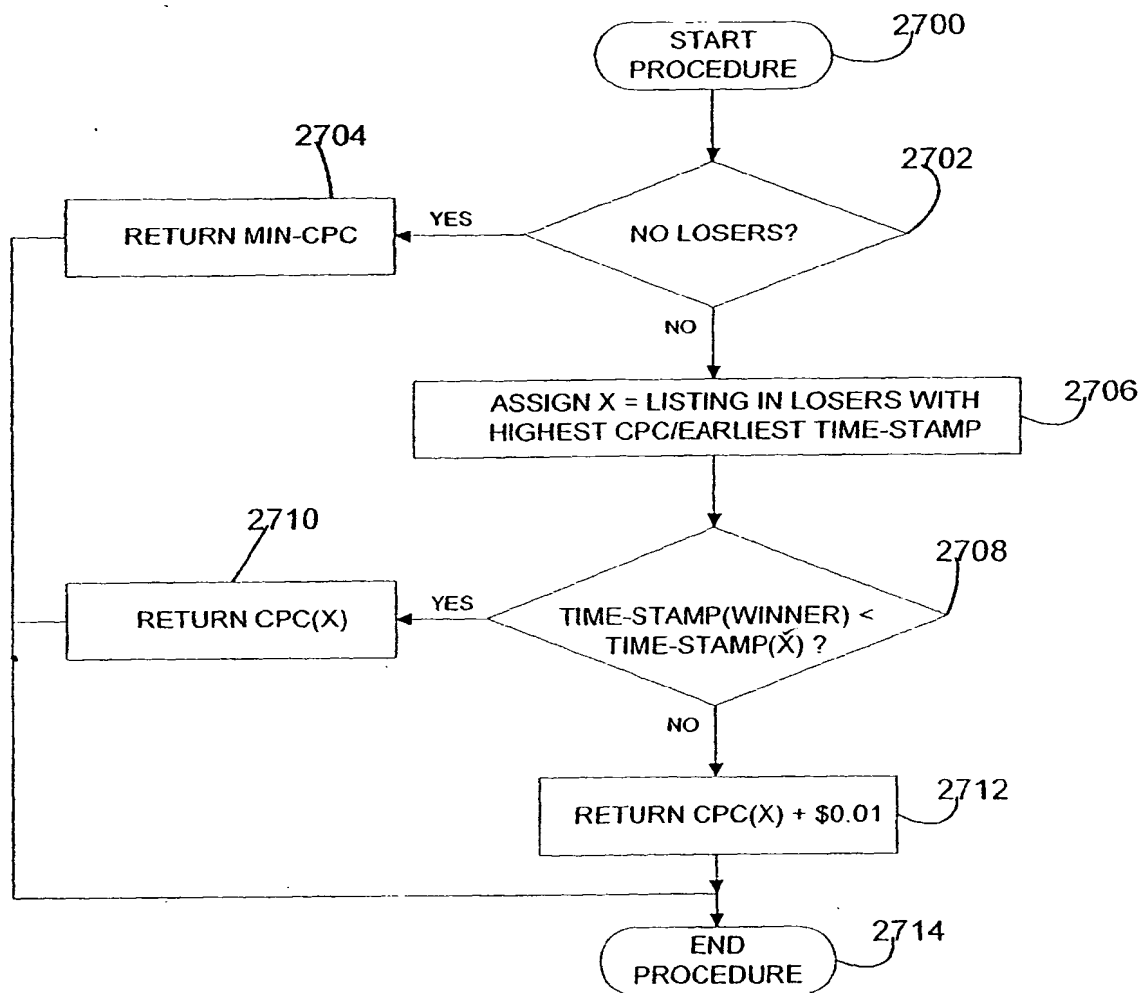 START
PROCEDURE
2700
2704
2702
RETURN MIN-CPC
YES
NO LOSERS?
NO
ASSIGN X = LISTING IN LOSERS WITH
HIGHEST CPC/EARLIEST TIME-STAMP
2706
2710
2708
RETURN CPC(X)
YES
TIME-STAMP(WINNER) <
TIME-STAMP(X) ?
NO
RETURN CPC(X) + $0.01
2712
END
PROCEDURE
2714